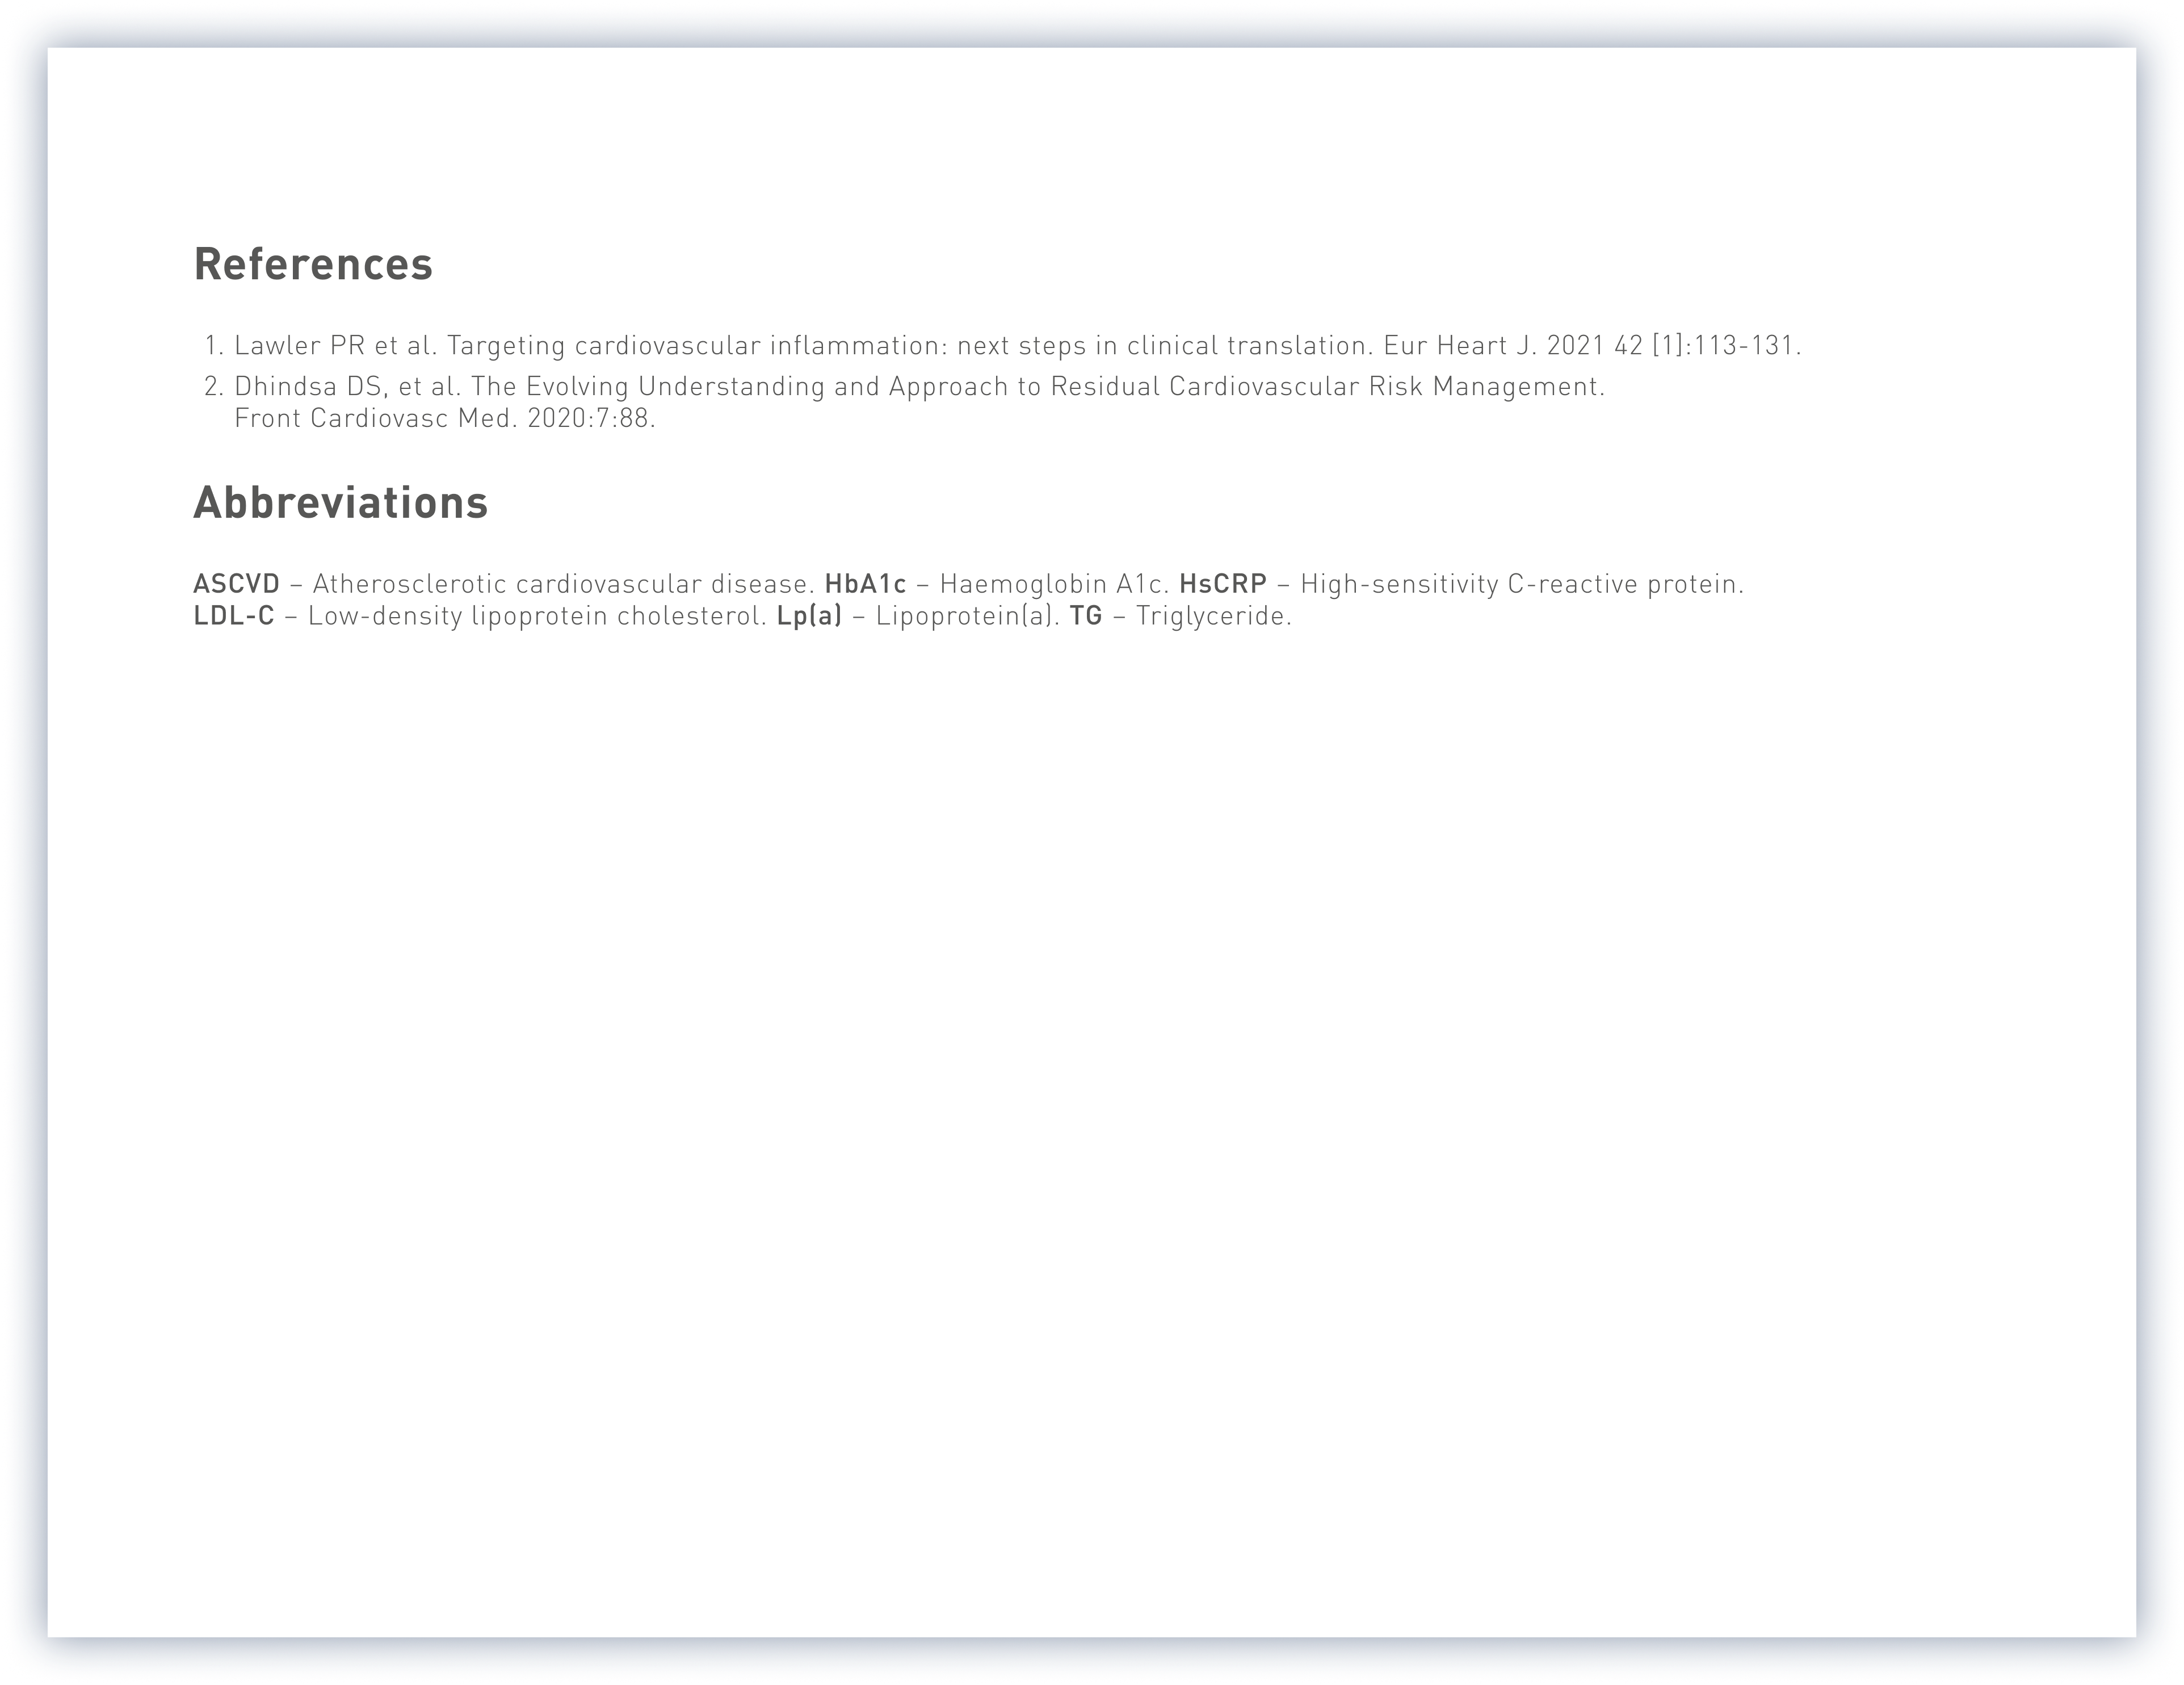 References
1. Lawler PR et al. Targeting cardiovascular inflammation: next steps in clinical translation. Eur Heart J. 2021 42 [1]:113-131.
2. Dhindsa DS, et al. The Evolving Understanding and Approach to Residual Cardiovascular Risk Management.
Front Cardiovasc Med. 2020:7:88.
Abbreviations
ASCVD – Atherosclerotic cardiovascular disease. HbA1c – Haemoglobin A1c. HsCRP – High-sensitivity C-reactive protein.
LDL-C – Low-density lipoprotein cholesterol. Lp(a) – Lipoprotein(a). TG – Triglyceride.